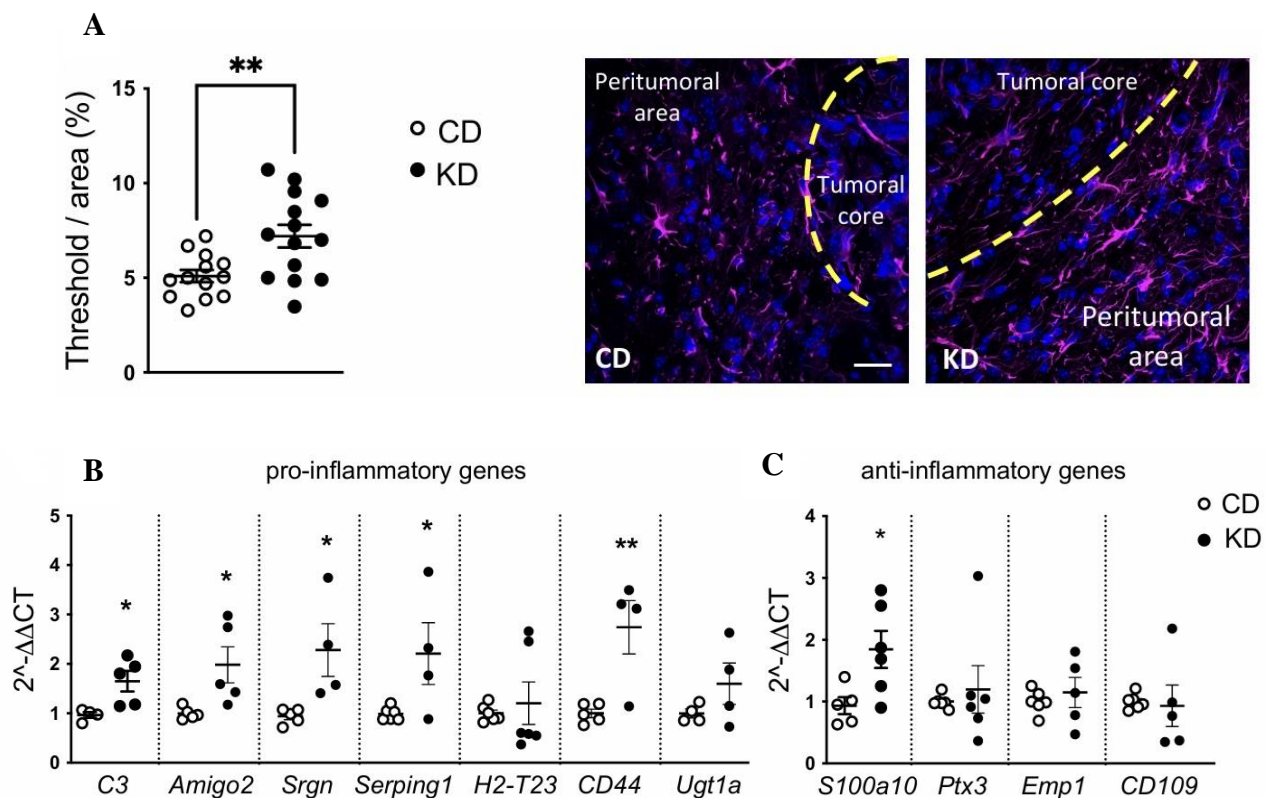 A
**
15
10
5
0
Threshold / area (%)
CD
KD
Peritumoral
area
Tumoral
core
CD
Tumoral core
Peritumoral
area
KD
B
pro-inflammatory genes
5
4
3
2
1
0
2^-ΔΔCT
*
*
*
*
**
C3 Amigo2 Srgn Serping1 H2-T23 CD44 Ugt1a
C
anti-inflammatory genes
CD
KD
4
3
2
1
0
2^-ΔΔCT
*
S100a10 Ptx3 Emp1 CD109